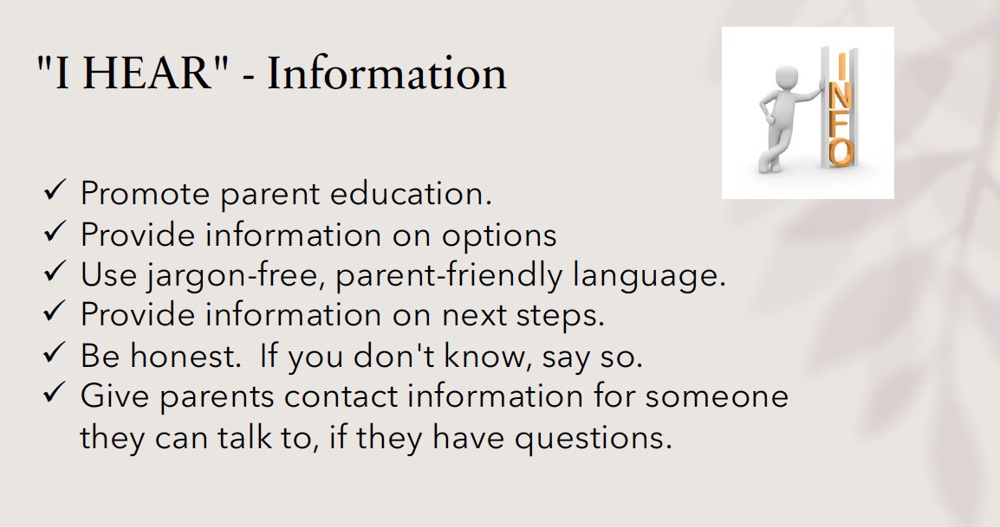 "I HEAR" - Information
INFO
✓ Promote parent education.
✓ Provide information on options
✓ Use jargon-free, parent-friendly language.
✓ Provide information on next steps.
✓ Be honest.  If you don't know, say so.
✓ Give parents contact information for someone
they can talk to, if they have questions.